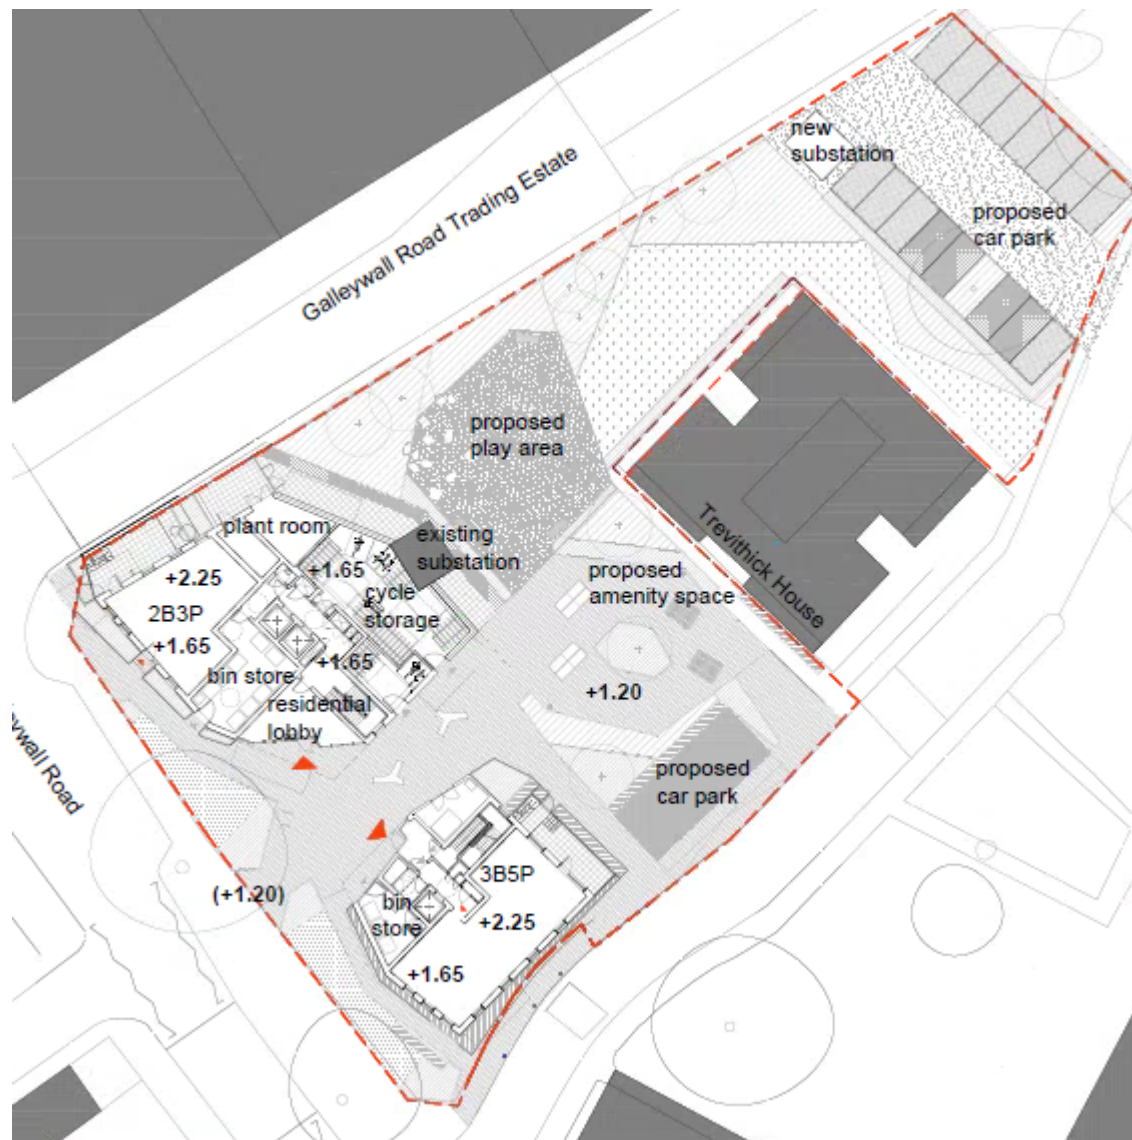 new
substation
Galleywall Road Trading Estate
proposed
car park
proposed
play area
plant room
existing
substation
Trevithick House
+2.25
+1.65
cycle
storage
proposed
amenity space
2B3P
+1.65
+1.65
bin store
residential
lobby
+1.20
ywall Road
proposed
car park
3B5P
(+1.20)
bin
store
+2.25
+1.65